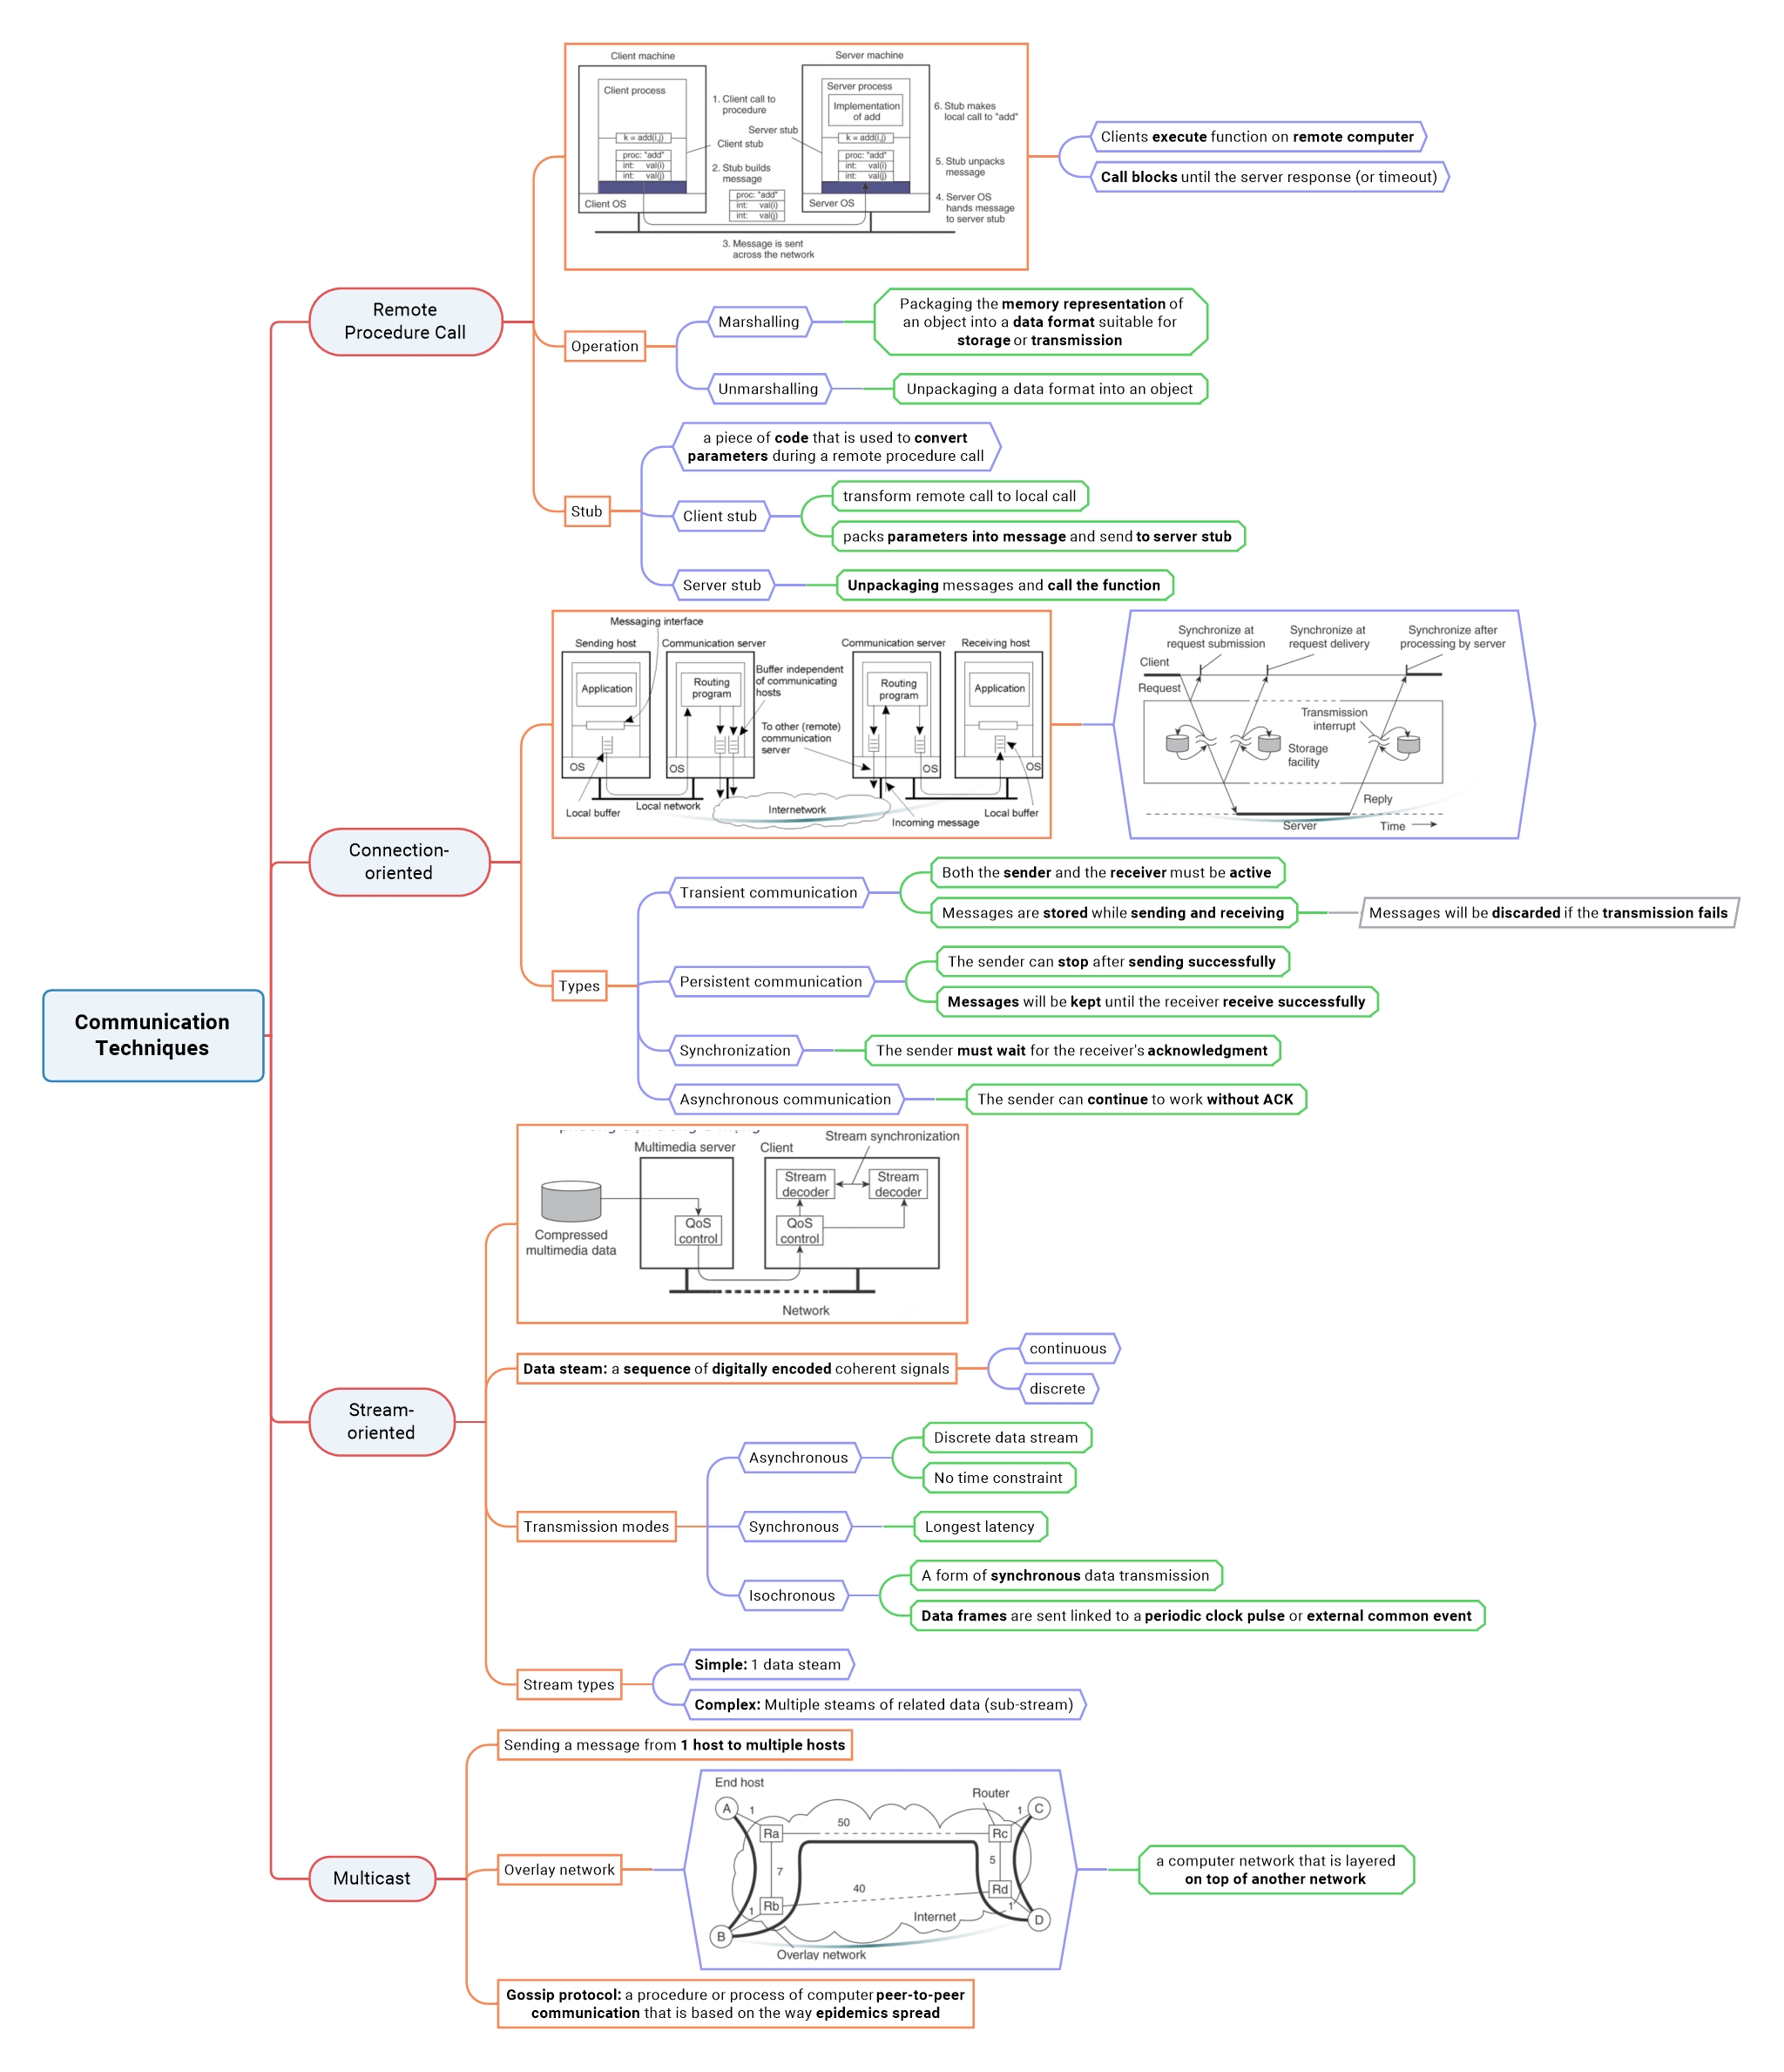 Communication
Techniques
Remote
Procedure Call
Client machine
Server machine
Client process
Server process
Implementation
of add
1. Client call to
procedure
6. Stub makes
local call to "add"
Server stub
k = add(i,j)
k = add(i,j)
Client stub
proc: "add"
int: val(i)
int: val(j)
proc: "add"
int: val(i)
int: val(j)
2. Stub builds
message
5. Stub unpacks
message
proc: "add"
int: val(i)
int: val(j)
Client OS
Server OS
4. Server OS
hands message
to server stub
3. Message is sent
across the network
Clients execute function on remote computer
Call blocks until the server response (or timeout)
Operation
Marshalling
Packaging the memory representation of
an object into a data format suitable for
storage or transmission
Unmarshalling
Unpackaging a data format into an object
Stub
a piece of code that is used to convert
parameters during a remote procedure call
Client stub
transform remote call to local call
packs parameters into message and send to server stub
Server stub
Unpackaging messages and call the function
Connection-
oriented
Messaging interface
Sending host
Communication server
Communication server
Receiving host
Buffer independent
of communicating
hosts
Application
Routing
program
Routing
program
Application
To other (remote)
communication
server
OS
OS
OS
OS
Local network
Local buffer
Internetwork
Incoming message
Local buffer
Synchronize at
request submission
Synchronize at
request delivery
Synchronize after
processing by server
Client
Request
Transmission
interrupt
Storage
facility
Reply
Server
Time
Types
Transient communication
Both the sender and the receiver must be active
Messages are stored while sending and receiving
Messages will be discarded if the transmission fails
Persistent communication
The sender can stop after sending successfully
Messages will be kept until the receiver receive successfully
Synchronization
The sender must wait for the receiver's acknowledgment
Asynchronous communication
The sender can continue to work without ACK
Stream-
oriented
Multimedia server
Client
Stream synchronization
Stream
decoder
Stream
decoder
QoS
control
QoS
control
Compressed
multimedia data
Network
Data steam: a sequence of digitally encoded coherent signals
continuous
discrete
Transmission modes
Asynchronous
Discrete data stream
No time constraint
Synchronous
Longest latency
Isochronous
A form of synchronous data transmission
Data frames are sent linked to a periodic clock pulse or external common event
Stream types
Simple: 1 data steam
Complex: Multiple steams of related data (sub-stream)
Multicast
Sending a message from 1 host to multiple hosts
Overlay network
End host
Router
A
1
1
C
Ra
50
Rc
7
5
40
Rd
Rb
1
1
Internet
D
B
Overlay network
a computer network that is layered
on top of another network
Gossip protocol: a procedure or process of computer peer-to-peer
communication that is based on the way epidemics spread